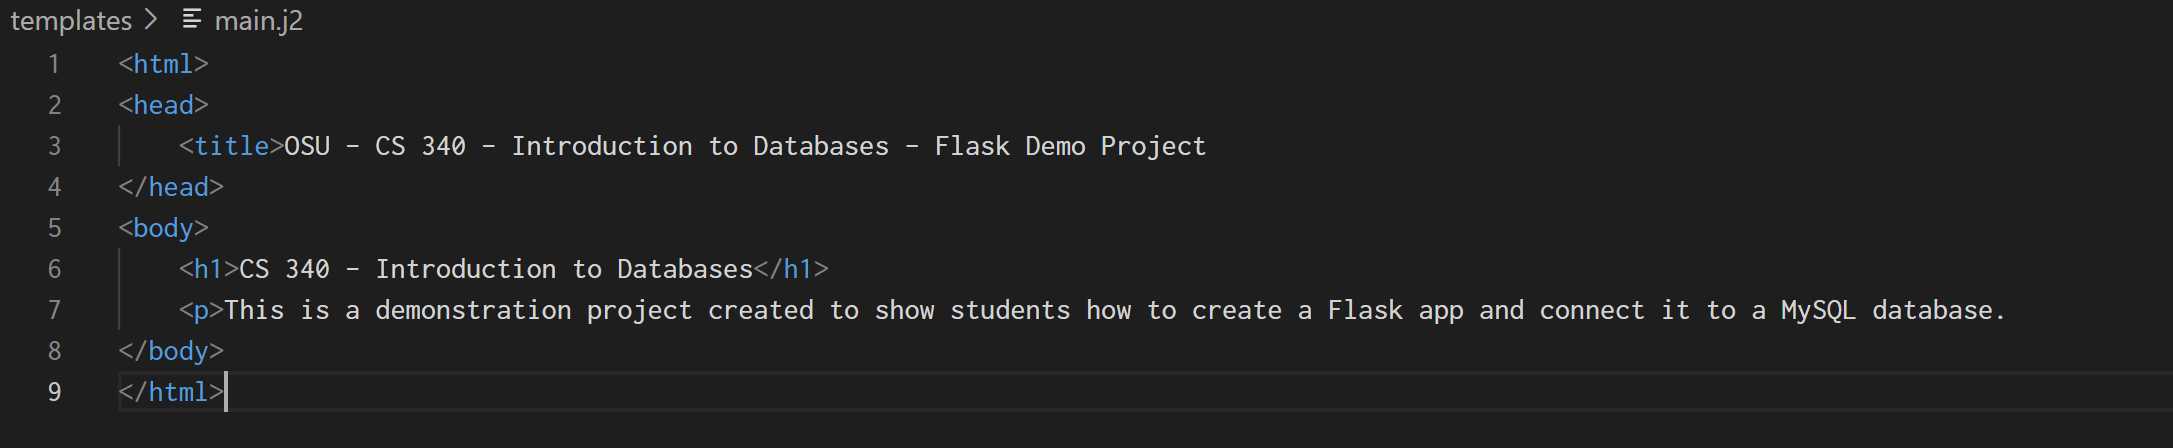 templates > main.j2
1 <html>
2 <head>
3     <title>OSU - CS 340 - Introduction to Databases - Flask Demo Project
4 </head>
5 <body>
6     <h1>CS 340 - Introduction to Databases</h1>
7     <p>This is a demonstration project created to show students how to create a Flask app and connect it to a MySQL database.
8 </body>
9 </html>